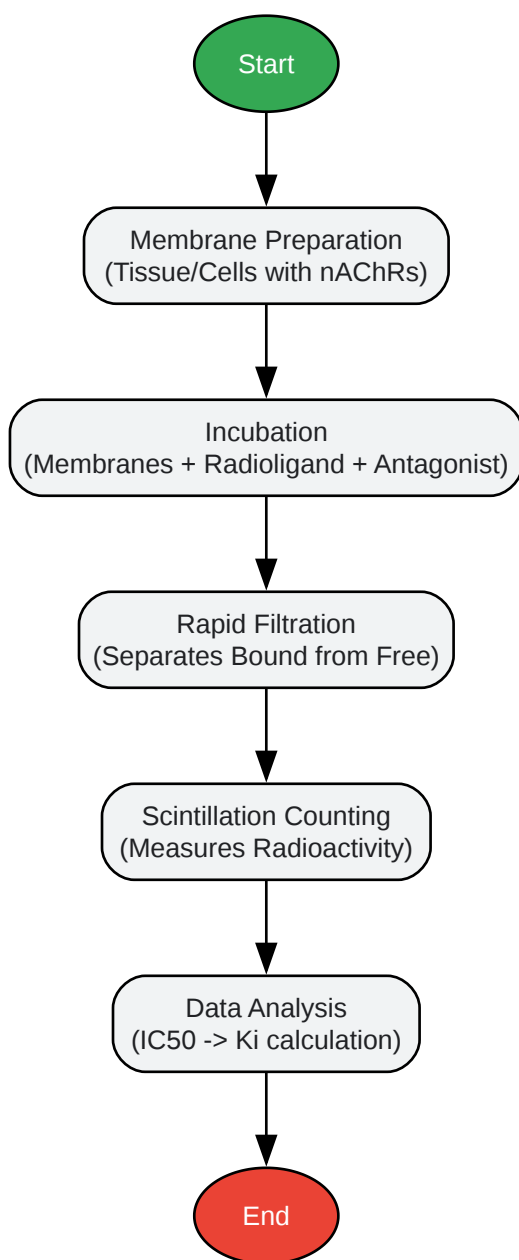 Start
Membrane Preparation
(Tissue/Cells with nAChRs)
Incubation
(Membranes + Radioligand + Antagonist)
Rapid Filtration
(Separates Bound from Free)
Scintillation Counting
(Measures Radioactivity)
Data Analysis
(IC50 -> Ki calculation)
End